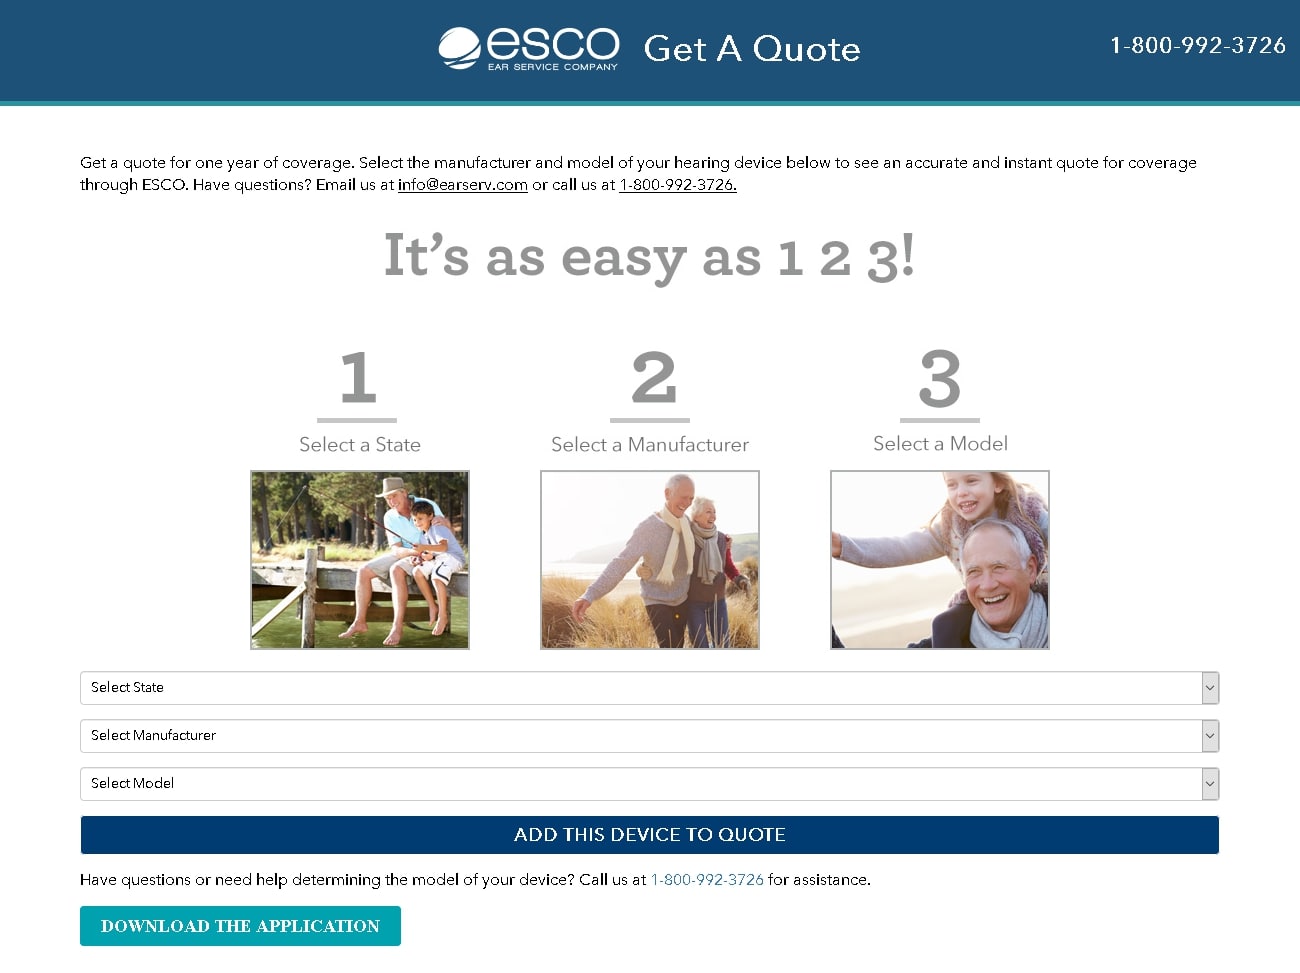 esco
EAR SERVICE COMPANY
Get A Quote
1-800-992-3726
Get a quote for one year of coverage. Select the manufacturer and model of your hearing device below to see an accurate and instant quote for coverage
through ESCO. Have questions? Email us at info@earserv.com or call us at 1-800-992-3726.
It's as easy as 1 2 3!
1
2
3
Select a State
Select a Manufacturer
Select a Model
Select State
Select Manufacturer
Select Model
ADD THIS DEVICE TO QUOTE
Have questions or need help determining the model of your device? Call us at 1-800-992-3726 for assistance.
DOWNLOAD THE APPLICATION